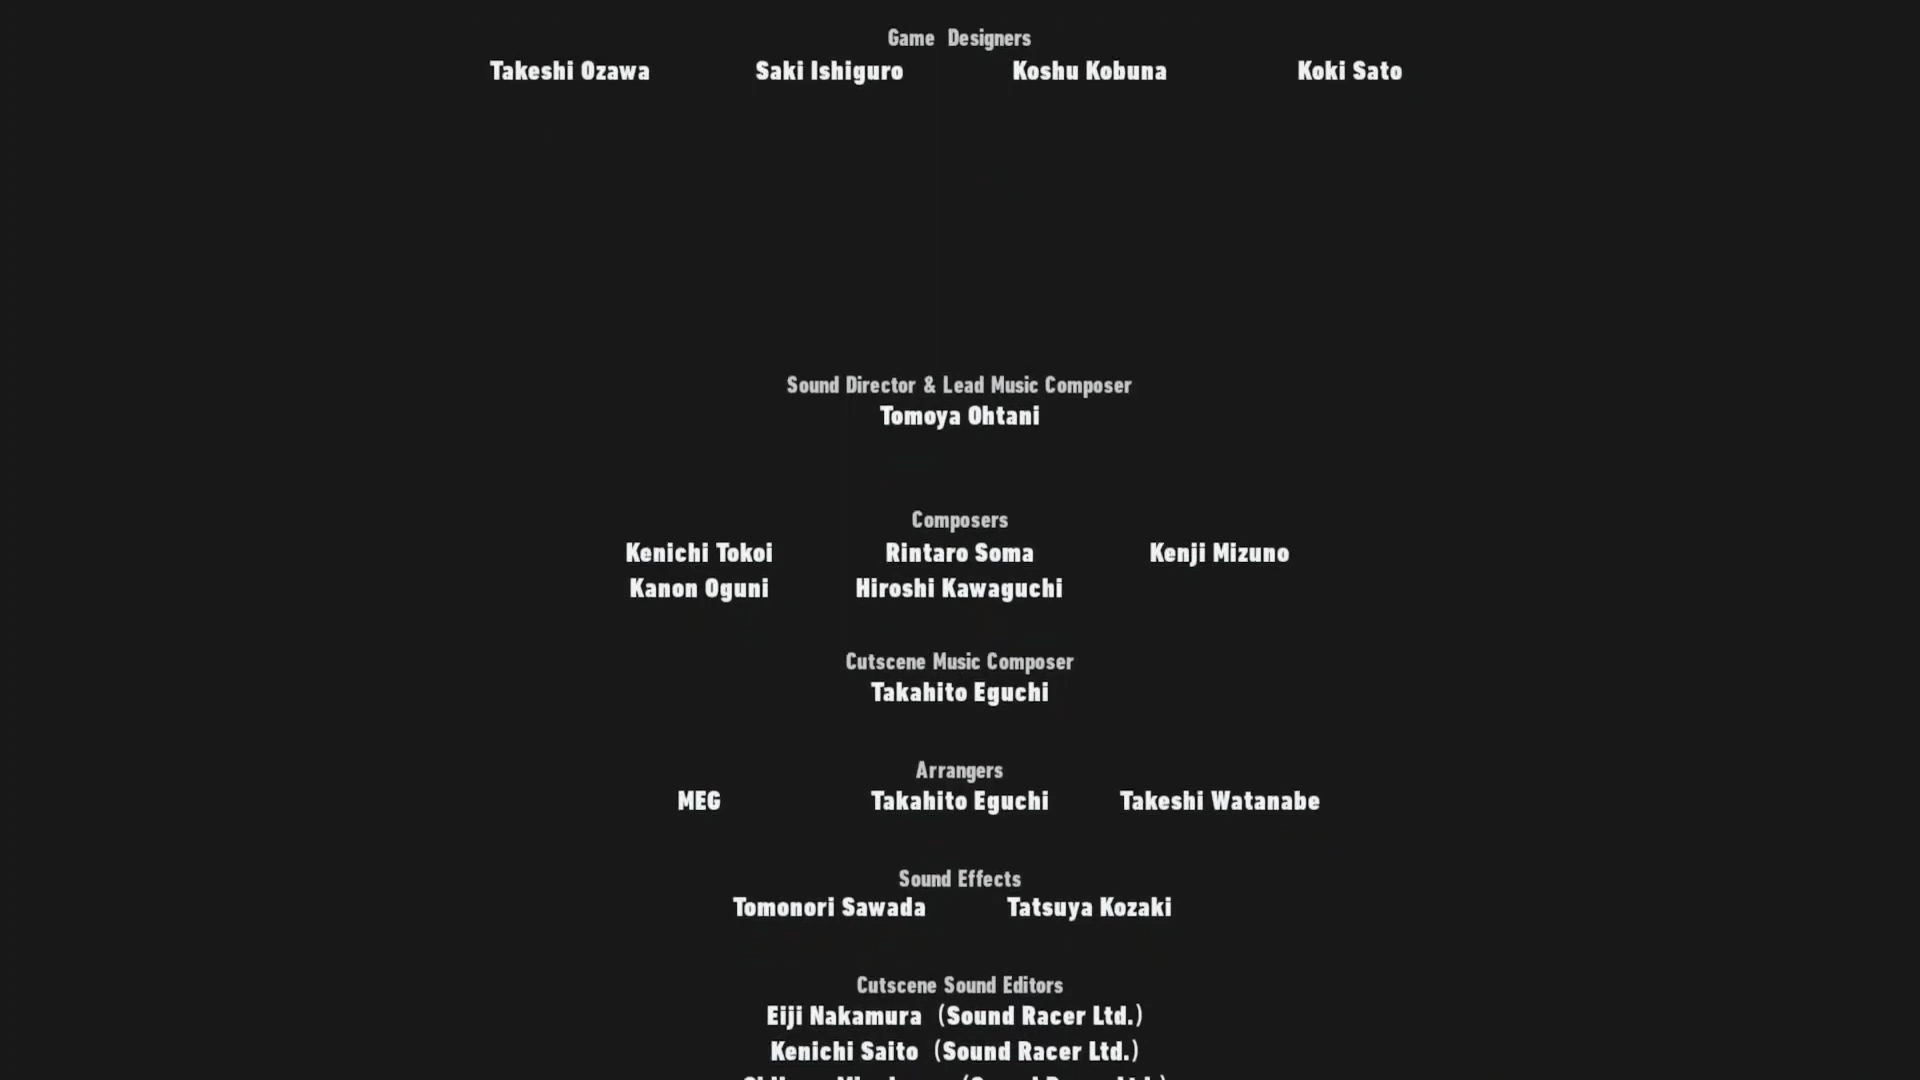 Game Designers
Takeshi Ozawa Saki Ishiguro Koshu Kobuna Koki Sato
Sound Director & Lead Music Composer
Tomoya Ohtani
Composers
Kenichi Tokoi Rintaro Soma Kenji Mizuno
Kanon Oguni Hiroshi Kawaguchi
Cutscene Music Composer
Takahito Eguchi
Arrangers
MEG Takahito Eguchi Takeshi Watanabe
Sound Effects
Tomonori Sawada Tatsuya Kozaki
Cutscene Sound Editors
Eiji Nakamura (Sound Racer Ltd.)
Kenichi Saito (Sound Racer Ltd.)